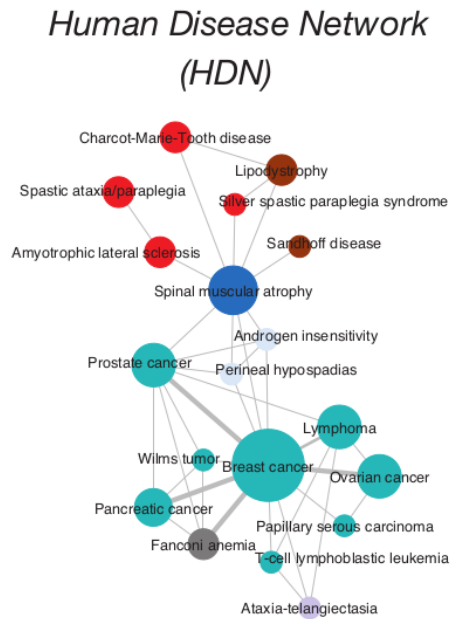 Human Disease Network
(HDN)
Charcot-Marie-Tooth disease
Lipodystrophy
Spastic ataxia/paraplegia
Silver spastic paraplegia syndrome
Sandhoff disease
Amyotrophic lateral sclerosis
Spinal muscular atrophy
Androgen insensitivity
Prostate cancer
Perineal hypospadias
Lymphoma
Wilms tumor
Breast cancer
Ovarian cancer
Pancreatic cancer
Papillary serous carcinoma
Fanconi anemia
T-cell lymphoblastic leukemia
Ataxia-telangiectasia